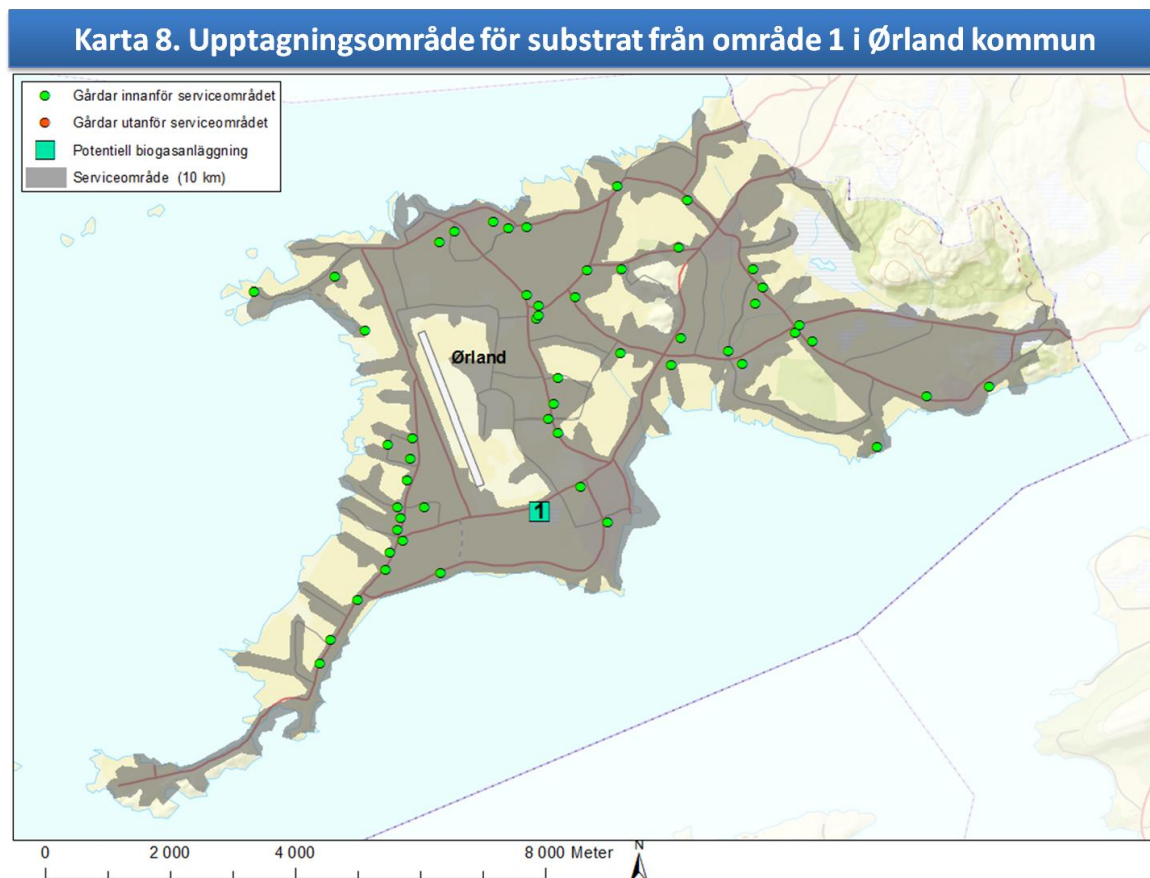 Karta 8. Upptagningsområde för substrat från område 1 i Ørland kommun
Gårdar innanför serviceområdet
Gårdar utanför serviceområdet
Potentiell biogasanläggning
Serviceområde (10 km)
Ørland
1
0 2 000 4 000 8 000 Meter
N